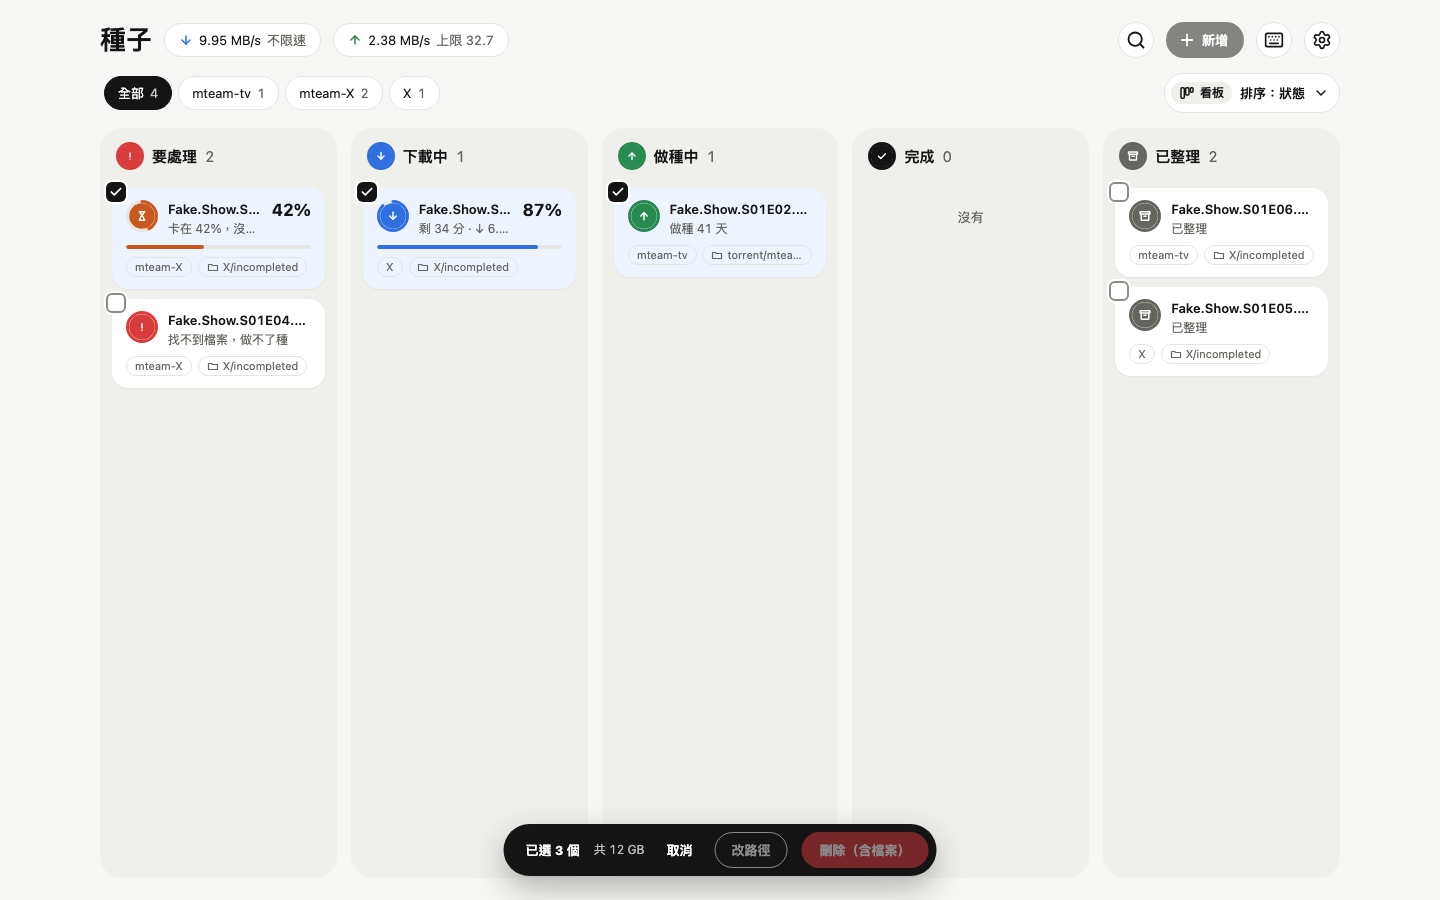 種子
9.95 MB/s 不限速
2.38 MB/s 上限 32.7
新增
全部 4
mteam-tv 1
mteam-X 2
X 1
看板
排序：狀態
要處理 2
Fake.Show.S... 42%
卡在 42%，沒...
mteam-X
X/incompleted
Fake.Show.S01E04....
找不到檔案，做不了種
mteam-X
X/incompleted
下載中 1
Fake.Show.S... 87%
剩 34 分 · ↓ 6....
X
X/incompleted
做種中 1
Fake.Show.S01E02....
做種 41 天
mteam-tv
torrent/mtea...
完成 0
沒有
已整理 2
Fake.Show.S01E06....
已整理
mteam-tv
X/incompleted
Fake.Show.S01E05....
已整理
X
X/incompleted
已選 3 個 共 12 GB 取消 改路徑 刪除（含檔案）